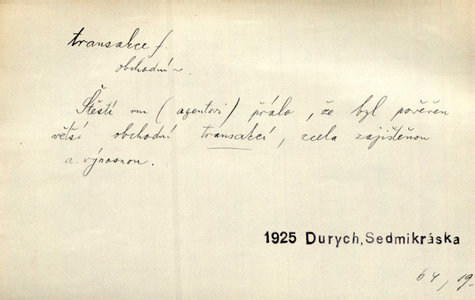 transakce f.
obchodní ~
Štěstí mu (agentovi) přálo, že byl pověřen
větší obchodní transakcí, zcela zajištěnou
a výnosnou.
1925 Durych, Sedmikráska
64, 19.